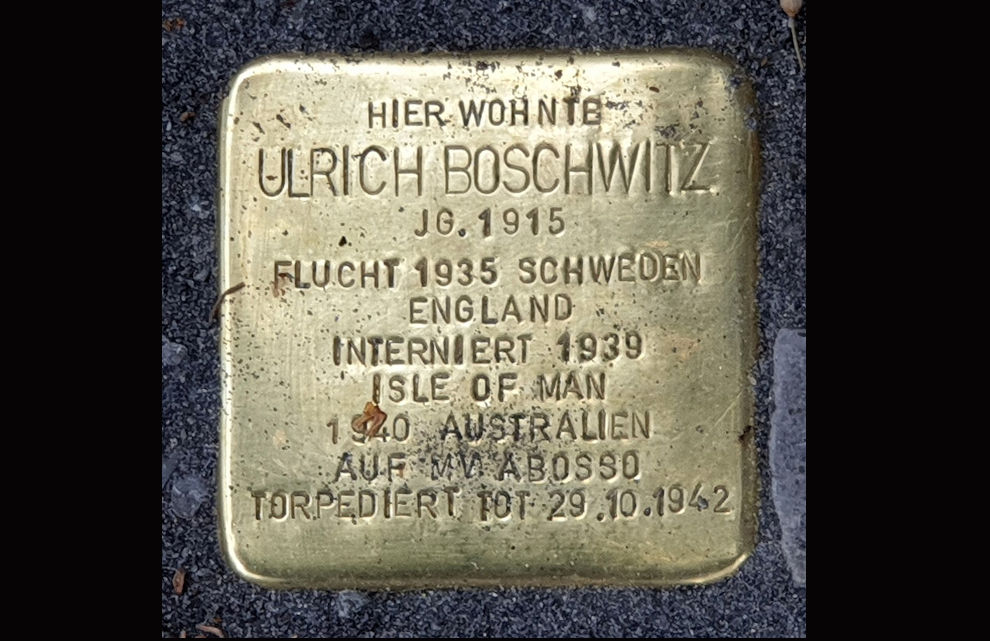 HIER WOHNTE
ULRICH BOSCHWITZ
JG. 1915
FLUCHT 1935 SCHWEDEN
ENGLAND
INTERNIERT 1939
ISLE OF MAN
1940 AUSTRALIEN
AUF MV ABOSSO
TORPEDIERT TOT 29.10.1942